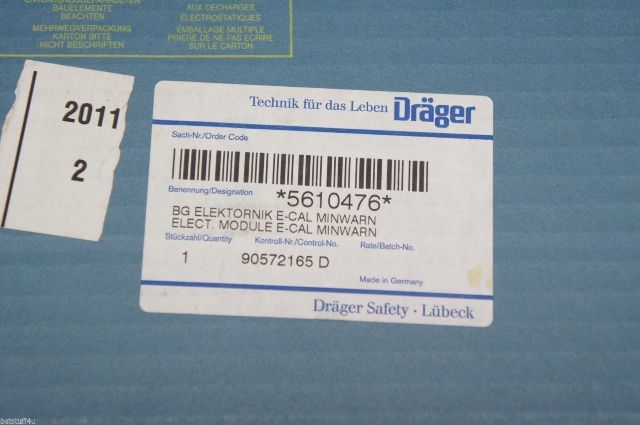 BAUELEMENTE
BEACHTEN
MEHRWEGVERPACKUNG
KARTON BITTE
NICHT BESCHRIFTEN
AUX DECHARGES
ELECTROSTATIQUES
EMBALLAGE MULTIPLE
PRIERE DE NE PAS ECRIRE
SUR LE CARTON
2011
2
Technik für das Leben Dräger
Sach-Nr./Order Code
Benennung/Designation *5610476*
BG ELEKTORNIK E-CAL MINWARN
ELECT. MODULE E-CAL MINWARN
Stückzahl/Quantity Kontroll-Nr./Control-No. Rate/Batch-No.
1 90572165 D
Made in Germany
Dräger Safety · Lübeck
batstuff4u